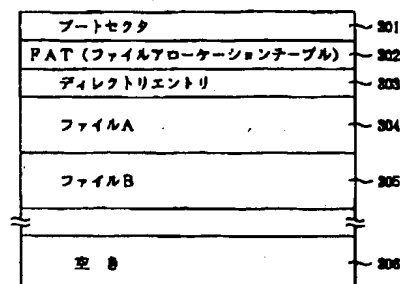 ブートセクタ 301
FAT(ファイルアローケーションテーブル) 302
ディレクトリエントリ 303
ファイルA 304
ファイルB 305
空き 306